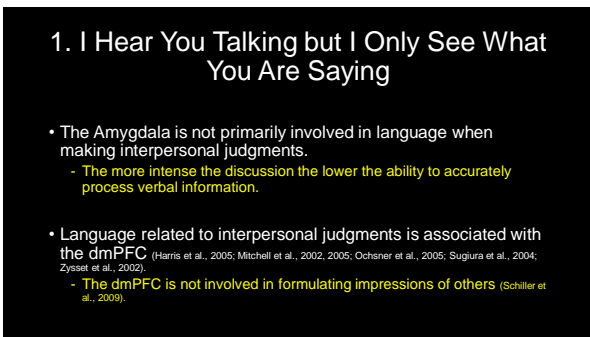 1. I Hear You Talking but I Only See What
You Are Saying
• The Amygdala is not primarily involved in language when
making interpersonal judgments.
- The more intense the discussion the lower the ability to accurately
process verbal information.
• Language related to interpersonal judgments is associated with
the dmPFC (Harris et al., 2005; Mitchell et al., 2002, 2005; Ochsner et al., 2005; Sugiura et al., 2004;
Zysset et al., 2002).
- The dmPFC is not involved in formulating impressions of others (Schiller et
al., 2009).